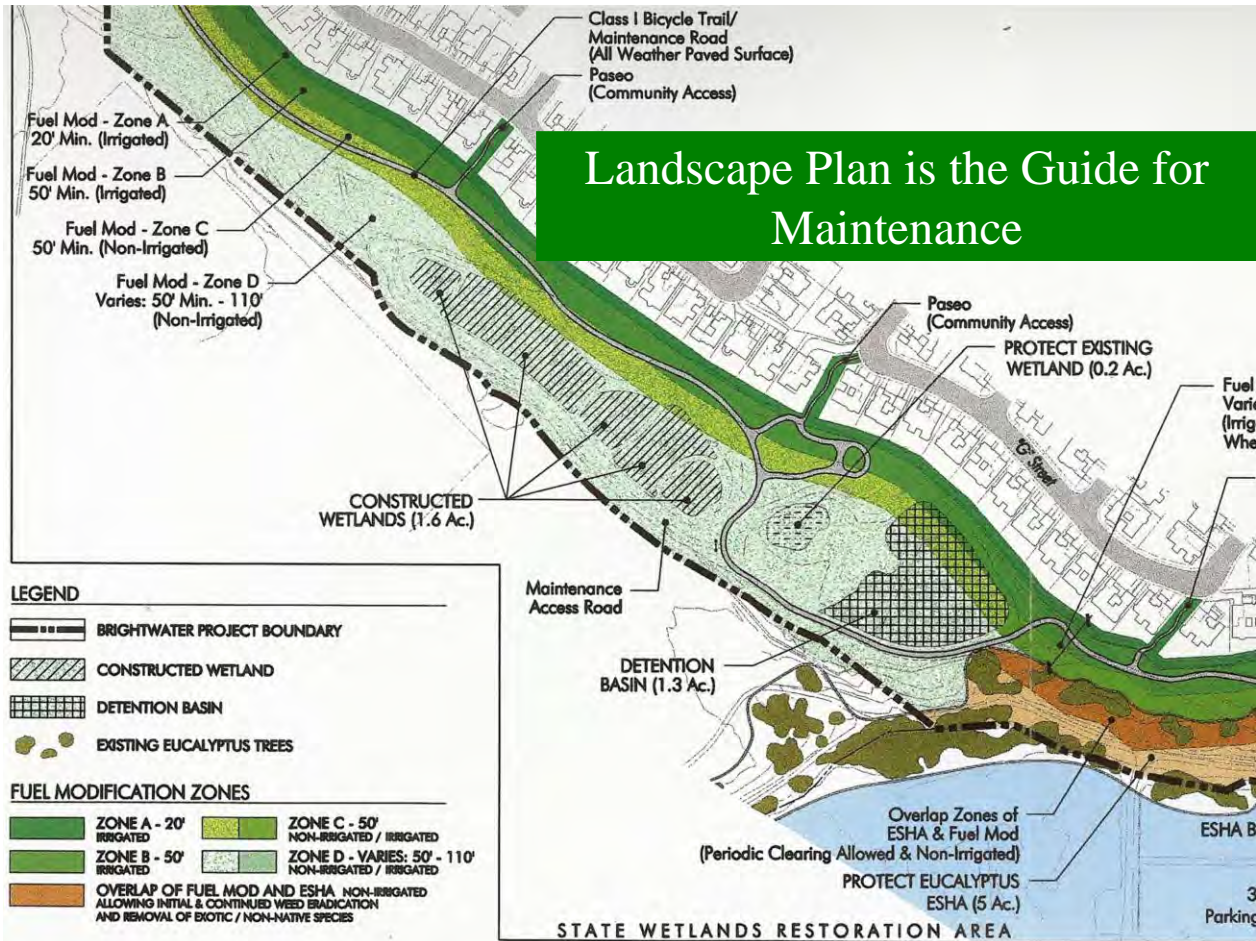 Class I Bicycle Trail/
Maintenance Road
(All Weather Paved Surface)
Paseo
(Community Access)
Fuel Mod - Zone A
20' Min. (Irrigated)
Fuel Mod - Zone B
50' Min. (Irrigated)
Fuel Mod - Zone C
50' Min. (Non-Irrigated)
Fuel Mod - Zone D
Varies: 50' Min. - 110'
(Non-Irrigated)
Landscape Plan is the Guide for
Maintenance
Paseo
(Community Access)
PROTECT EXISTING
WETLAND (0.2 Ac.)
Fuel
"G" Street
CONSTRUCTED
WETLANDS (1.6 Ac.)
Maintenance
Access Road
DETENTION
BASIN (1.3 Ac.)
LEGEND
BRIGHTWATER PROJECT BOUNDARY
CONSTRUCTED WETLAND
DETENTION BASIN
EXISTING EUCALYPTUS TREES
FUEL MODIFICATION ZONES
ZONE A - 20'
IRRIGATED
ZONE C - 50'
NON-IRRIGATED / IRRIGATED
ZONE B - 50'
IRRIGATED
ZONE D - VARIES: 50' - 110'
NON-IRRIGATED / IRRIGATED
OVERLAP OF FUEL MOD AND ESHA NON-IRRIGATED
ALLOWING INITIAL & CONTINUED WEED ERADICATION
AND REMOVAL OF EXOTIC / NON-NATIVE SPECIES
Overlap Zones of
ESHA & Fuel Mod
(Periodic Clearing Allowed & Non-Irrigated)
PROTECT EUCALYPTUS
ESHA (5 Ac.)
ESHA B
3
Parking
STATE WETLANDS RESTORATION AREA